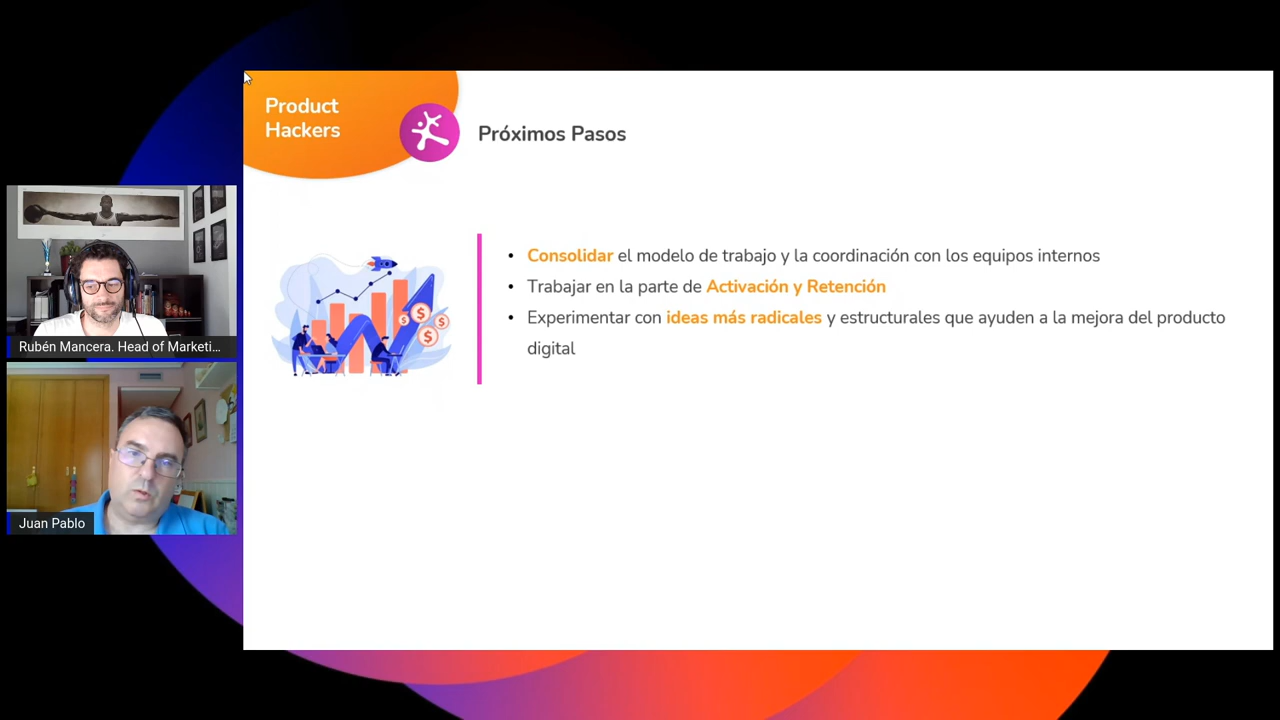 Product
Hackers
Próximos Pasos
• Consolidar el modelo de trabajo y la coordinación con los equipos internos
• Trabajar en la parte de Activación y Retención
• Experimentar con ideas más radicales y estructurales que ayuden a la mejora del producto
digital
Rubén Mancera. Head of Marketi...
Juan Pablo